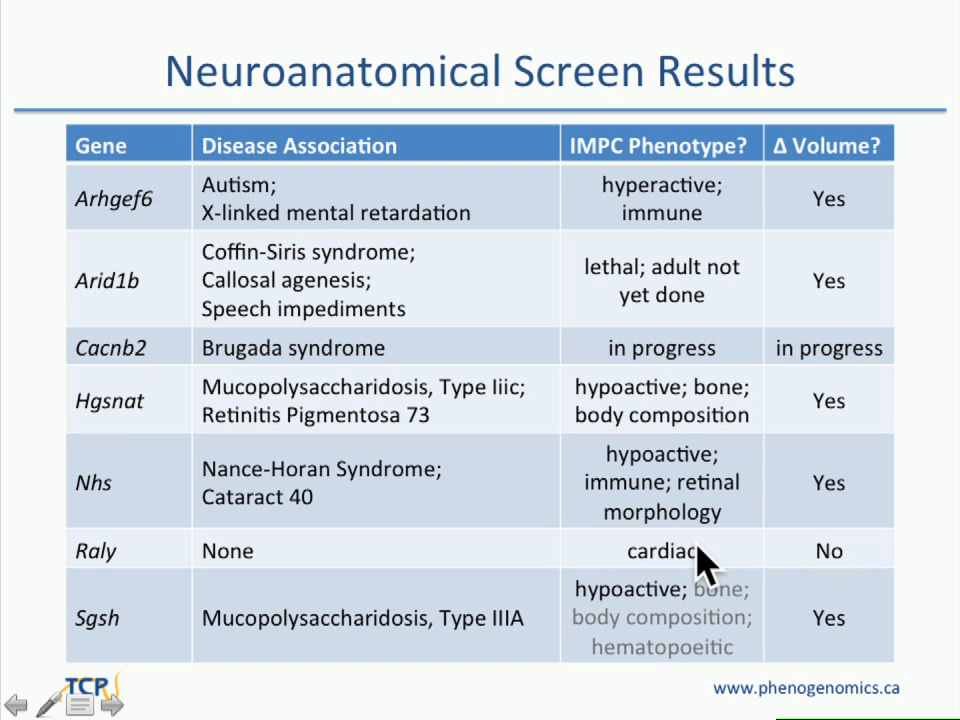 Neuroanatomical Screen Results
Gene Disease Association IMPC Phenotype? Δ Volume?
Arhgef6
Autism;
X-linked mental retardation
hyperactive;
immune
Yes
Arid1b
Coffin-Siris syndrome;
Callosal agenesis;
Speech impediments
lethal; adult not
yet done
Yes
Cacnb2 Brugada syndrome in progress in progress
Hgsnat
Mucopolysaccharidosis, Type Iiic;
Retinitis Pigmentosa 73
hypoactive; bone;
body composition
Yes
Nhs
Nance-Horan Syndrome;
Cataract 40
hypoactive;
immune; retinal
morphology
Yes
Raly None cardiac No
Sgsh
Mucopolysaccharidosis, Type IIIA
hypoactive; bone;
body composition;
hematopoeitic
Yes
TCP
www.phenogenomics.ca